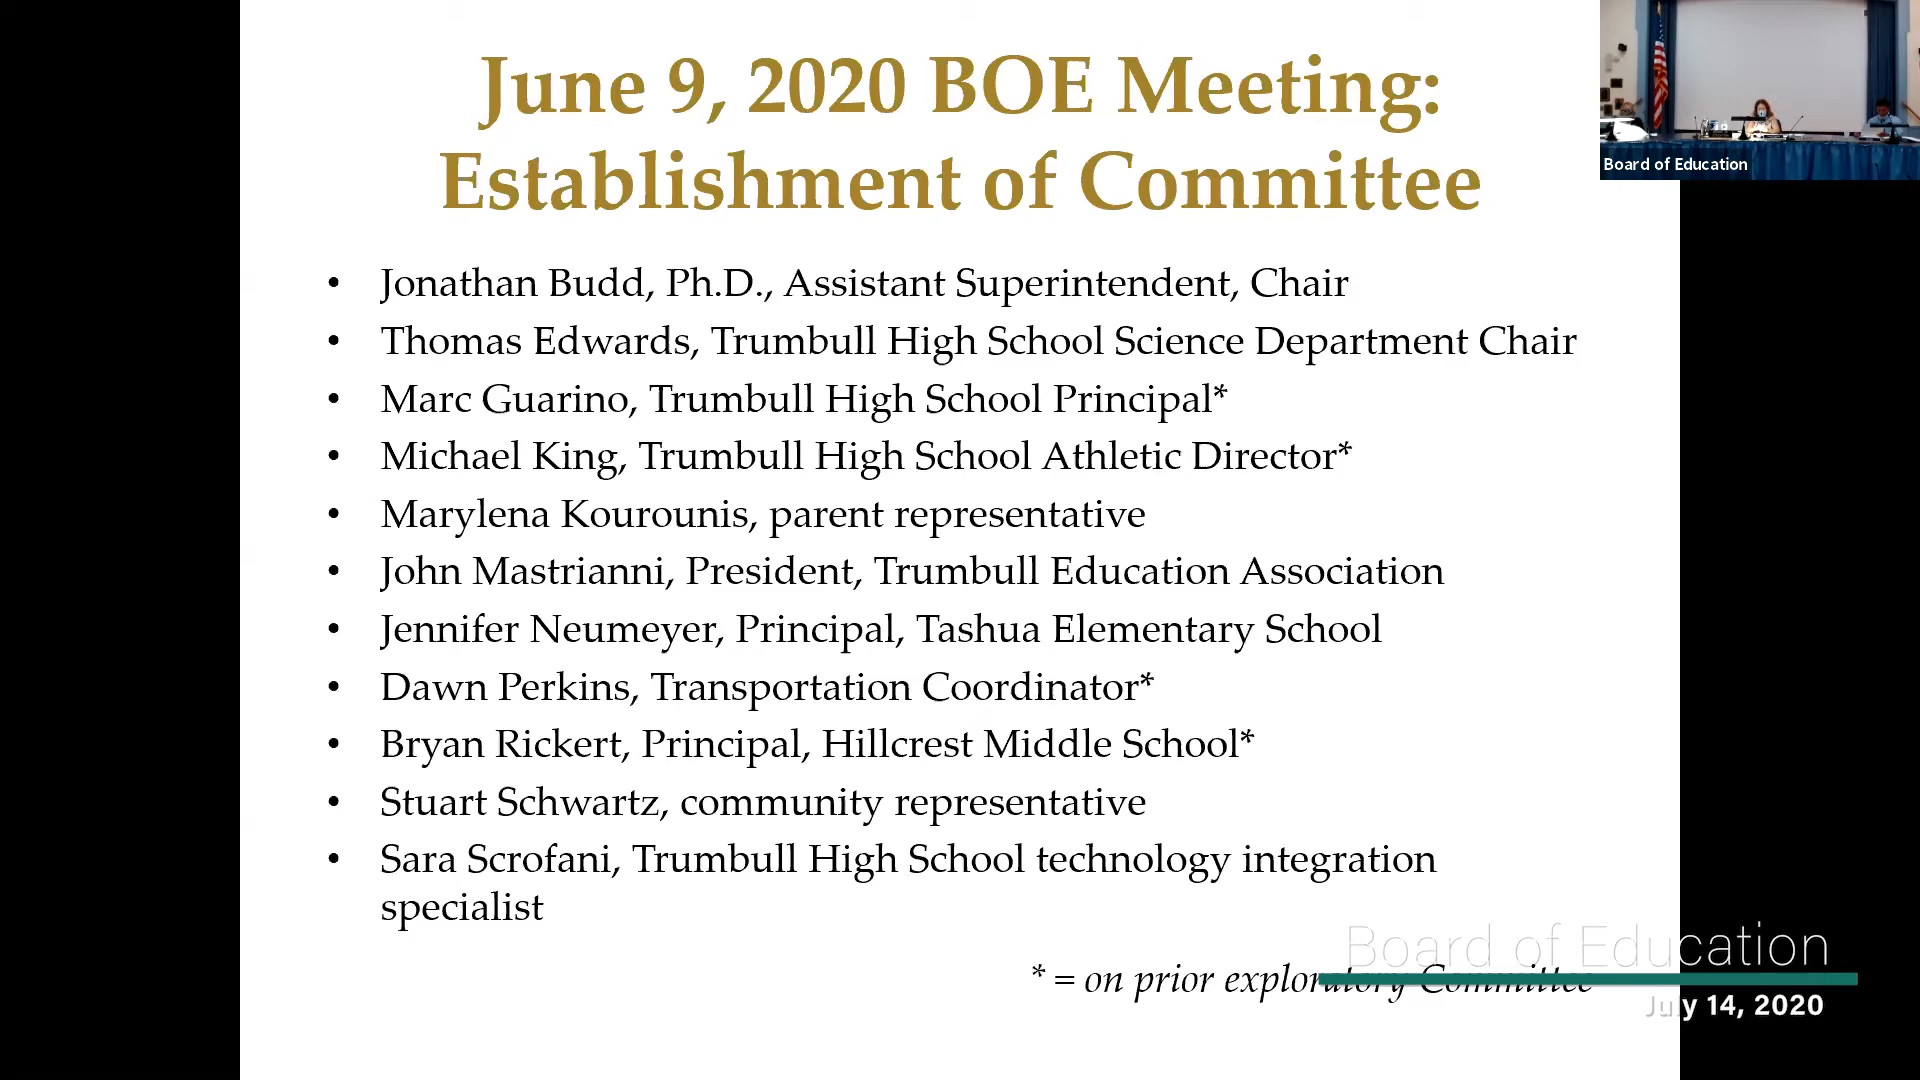 June 9, 2020 BOE Meeting:
Establishment of Committee
Board of Education
• Jonathan Budd, Ph.D., Assistant Superintendent, Chair
• Thomas Edwards, Trumbull High School Science Department Chair
• Marc Guarino, Trumbull High School Principal*
• Michael King, Trumbull High School Athletic Director*
• Marylena Kourounis, parent representative
• John Mastrianni, President, Trumbull Education Association
• Jennifer Neumeyer, Principal, Tashua Elementary School
• Dawn Perkins, Transportation Coordinator*
• Bryan Rickert, Principal, Hillcrest Middle School*
• Stuart Schwartz, community representative
• Sara Scrofani, Trumbull High School technology integration
specialist
* = on prior exploratory Committee
Board of Education
July 14, 2020